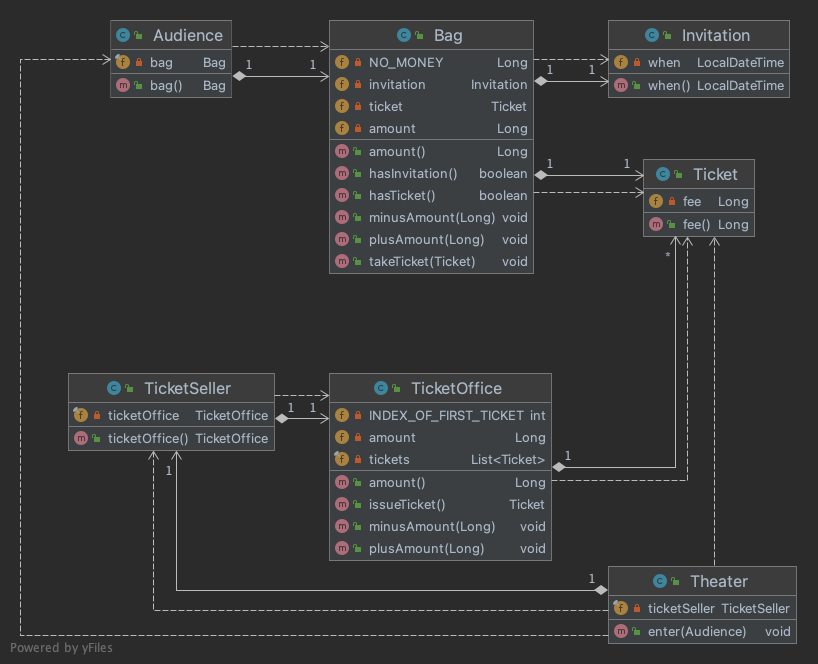 Audience
bag Bag
bag() Bag
1
1
Bag
NO_MONEY Long
invitation Invitation
ticket Ticket
amount Long
amount() Long
hasInvitation() boolean
hasTicket() boolean
minusAmount(Long) void
plusAmount(Long) void
takeTicket(Ticket) void
1
1
Invitation
when LocalDateTime
when() LocalDateTime
1
1
Ticket
fee Long
fee() Long
*
TicketSeller
ticketOffice TicketOffice
ticketOffice() TicketOffice
1
1
1
TicketOffice
INDEX_OF_FIRST_TICKET int
amount Long
tickets List<Ticket>
amount() Long
issueTicket() Ticket
minusAmount(Long) void
plusAmount(Long) void
1
1
Theater
ticketSeller TicketSeller
enter(Audience) void
Powered by yFiles